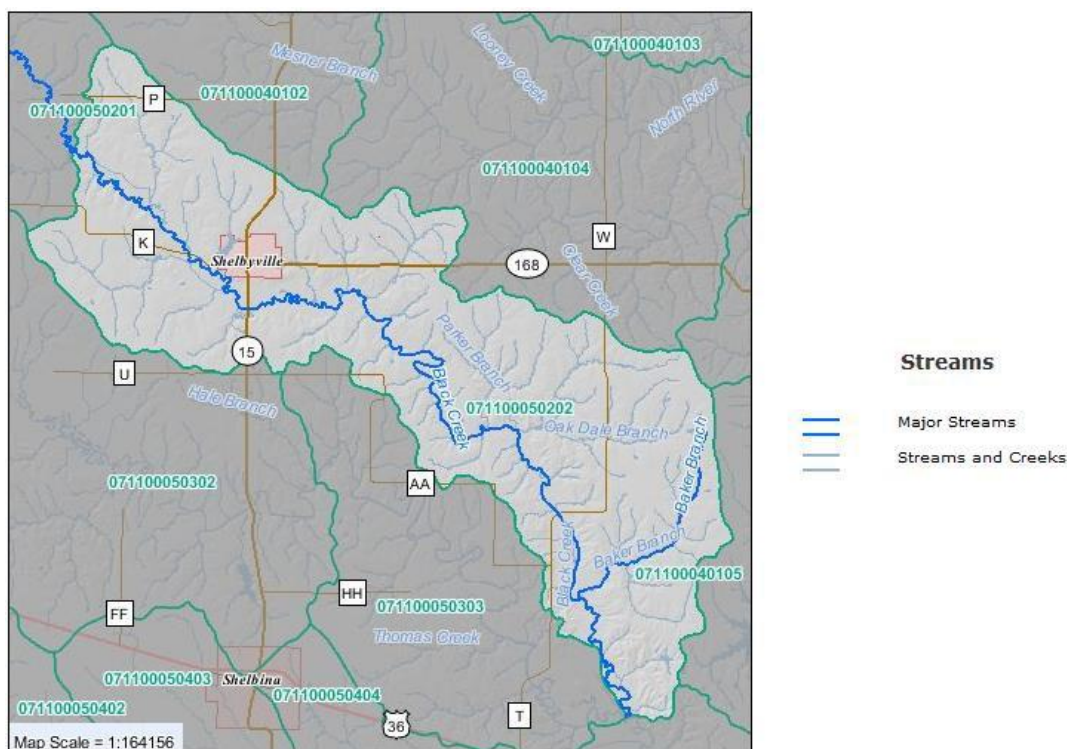 071100040103
Mesner Branch
Looney Creek
071100040102
P
071100050201
North River
071100040104
K
W
Shelbyville
168
Clear Creek
15
Parker Branch
U
Black Creek
Hale Branch
071100050202
Oak Dale Branch
Baker Branch
AA
071100050302
Baker Branch
Black Creek
071100040105
HH
071100050303
FF
Thomas Creek
071100050403
Shelbina
071100050404
071100050402
36
T
Map Scale = 1:164156
Streams
Major Streams
Streams and Creeks